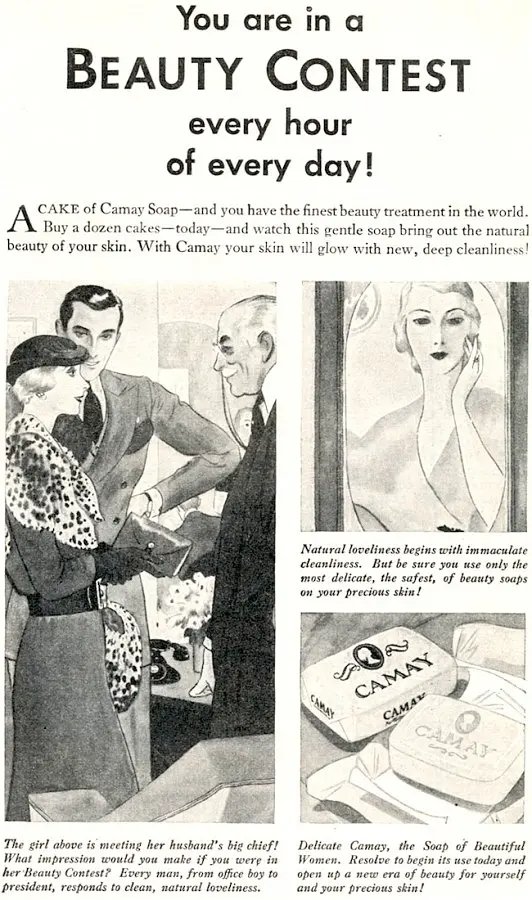 You are in a
BEAUTY CONTEST
every hour
of every day!
A CAKE of Camay Soap—and you have the finest beauty treatment in the world.
Buy a dozen cakes—today—and watch this gentle soap bring out the natural
beauty of your skin. With Camay your skin will glow with new, deep cleanliness!
Natural loveliness begins with immaculate
cleanliness. But be sure you use only the
most delicate, the safest, of beauty soaps
on your precious skin!
CAMAY
CAMAY
CAMAY
CAMAY
The girl above is meeting her husband's big chief!
What impression would you make if you were in
her Beauty Contest? Every man, from office boy to
president, responds to clean, natural loveliness.
Delicate Camay, the Soap of Beautiful
Women. Resolve to begin its use today and
open up a new era of beauty for yourself
and your precious skin!